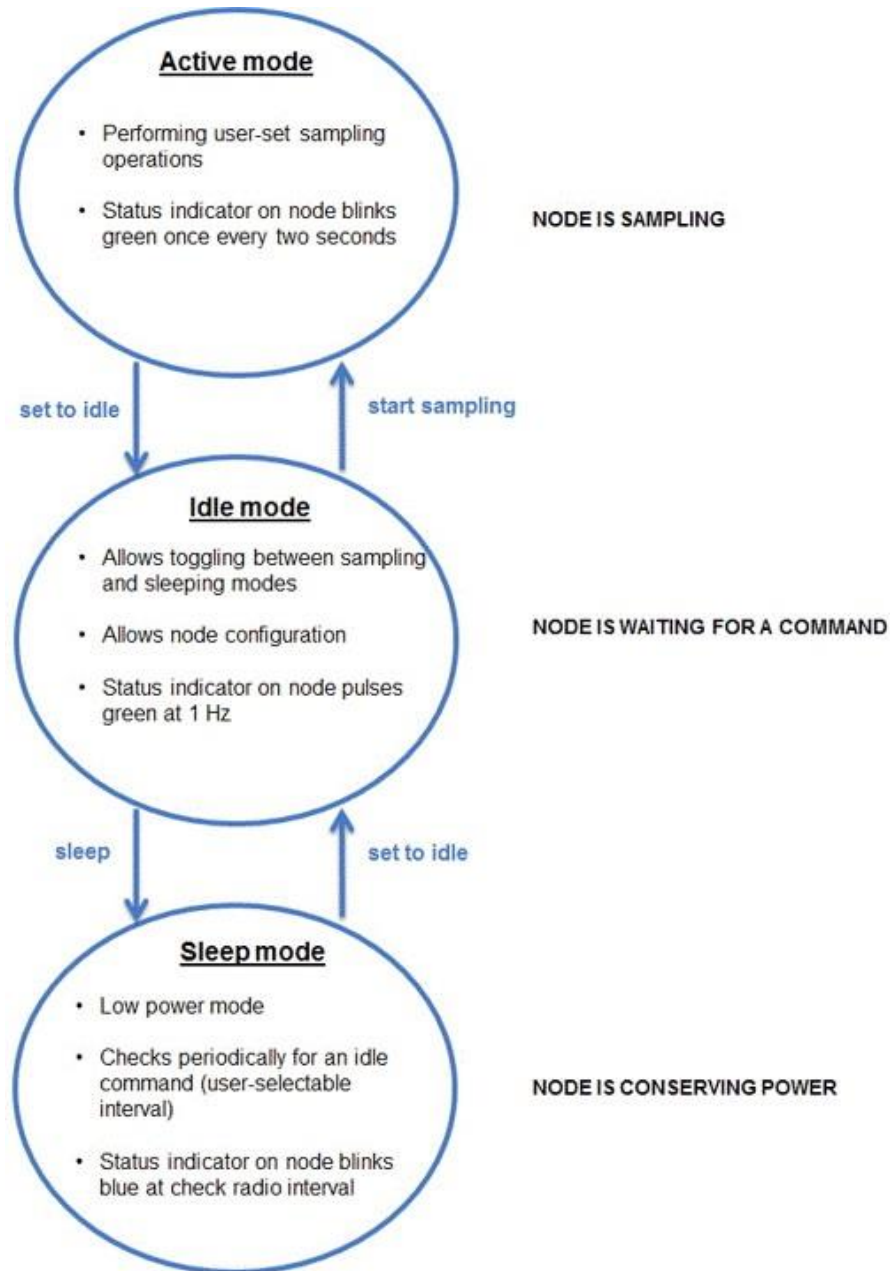 Active mode
• Performing user-set sampling
operations
• Status indicator on node blinks
green once every two seconds
NODE IS SAMPLING
set to idle
start sampling
Idle mode
• Allows toggling between sampling
and sleeping modes
• Allows node configuration
• Status indicator on node pulses
green at 1 Hz
NODE IS WAITING FOR A COMMAND
sleep
set to idle
Sleep mode
• Low power mode
• Checks periodically for an idle
command (user-selectable
interval)
• Status indicator on node blinks
blue at check radio interval
NODE IS CONSERVING POWER